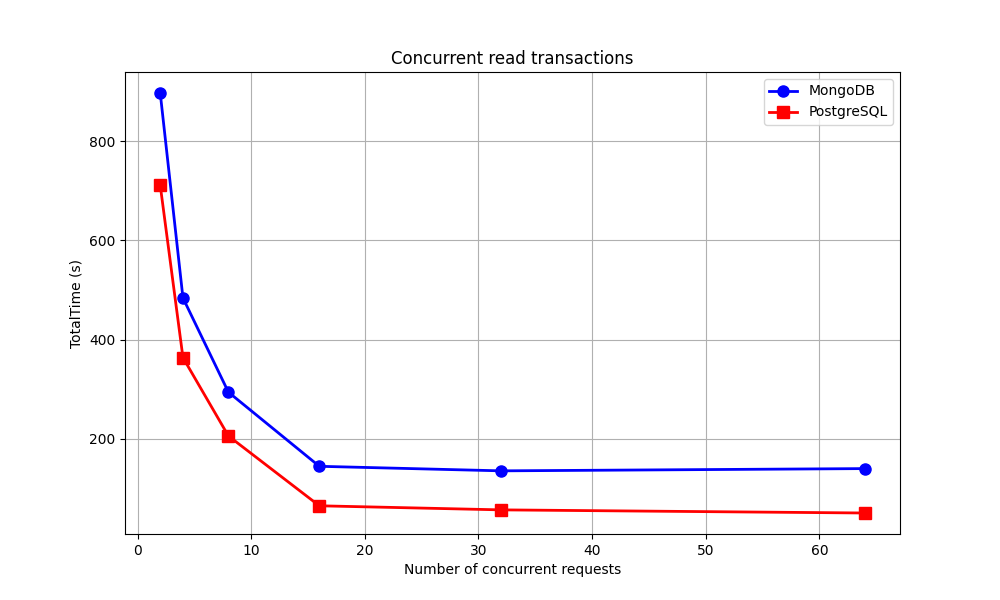 Concurrent read transactions
MongoDB
PostgreSQL
800
600
400
200
TotalTime (s)
0 10 20 30 40 50 60
Number of concurrent requests